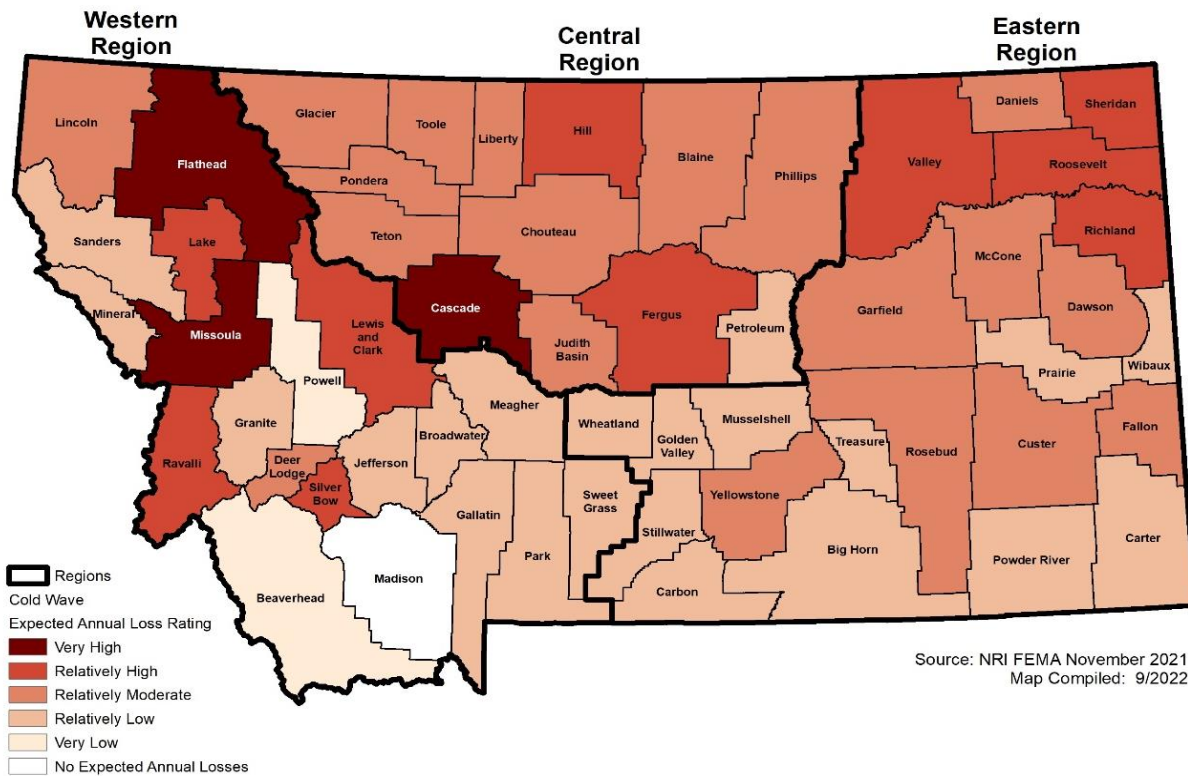 Western
Region
Central
Region
Eastern
Region
Lincoln
Flathead
Glacier
Toole
Liberty
Hill
Blaine
Phillips
Valley
Daniels
Sheridan
Roosevelt
Pondera
Teton
Chouteau
Sanders
Lake
Richland
McCone
Mineral
Missoula
Powell
Lewis
and
Clark
Cascade
Judith
Basin
Fergus
Petroleum
Garfield
Dawson
Prairie
Wibaux
Ravalli
Granite
Deer
Lodge
Silver
Bow
Jefferson
Broadwater
Meagher
Wheatland
Golden
Valley
Musselshell
Treasure
Rosebud
Custer
Fallon
Beaverhead
Madison
Gallatin
Park
Sweet
Grass
Stillwater
Yellowstone
Carbon
Big Horn
Powder River
Carter
Regions
Cold Wave
Expected Annual Loss Rating
Very High
Relatively High
Relatively Moderate
Relatively Low
Very Low
No Expected Annual Losses
Source: NRI FEMA November 2021
Map Compiled: 9/2022